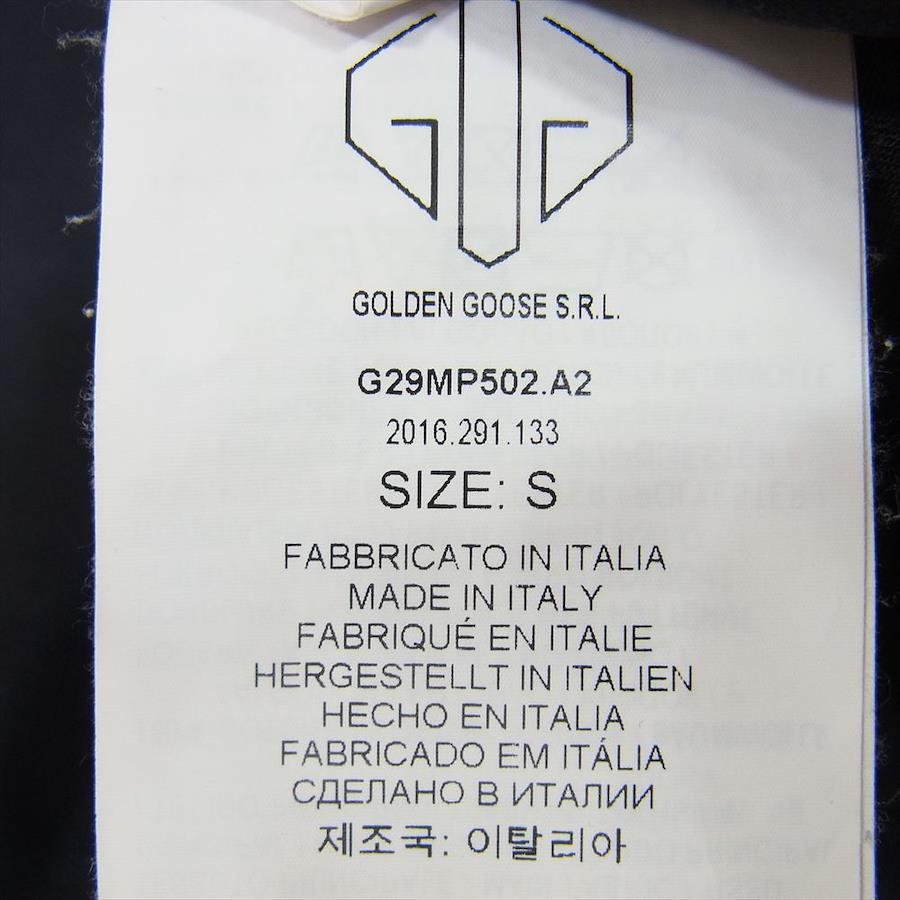 GOLDEN GOOSE S.R.L.
G29MP502.A2
2016.291.133
SIZE: S
FABBRICATO IN ITALIA
MADE IN ITALY
FABRIQUÉ EN ITALIE
HERGESTELLT IN ITALIEN
HECHO EN ITALIA
FABRICADO EM ITÁLIA
СДЕЛАНО В ИТАЛИИ
제조국: 이탈리아